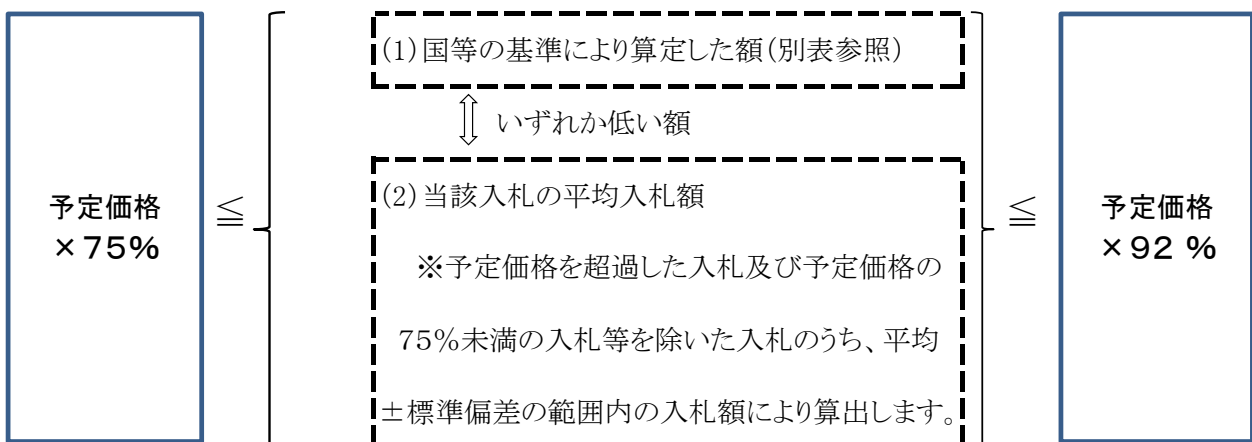 予定価格
×75%
≦
(1)国等の基準により算定した額(別表参照)
いずれか低い額
(2)当該入札の平均入札額
※予定価格を超過した入札及び予定価格の
75%未満の入札等を除いた入札のうち、平均
±標準偏差の範囲内の入札額により算出します。
≦
予定価格
×92 %